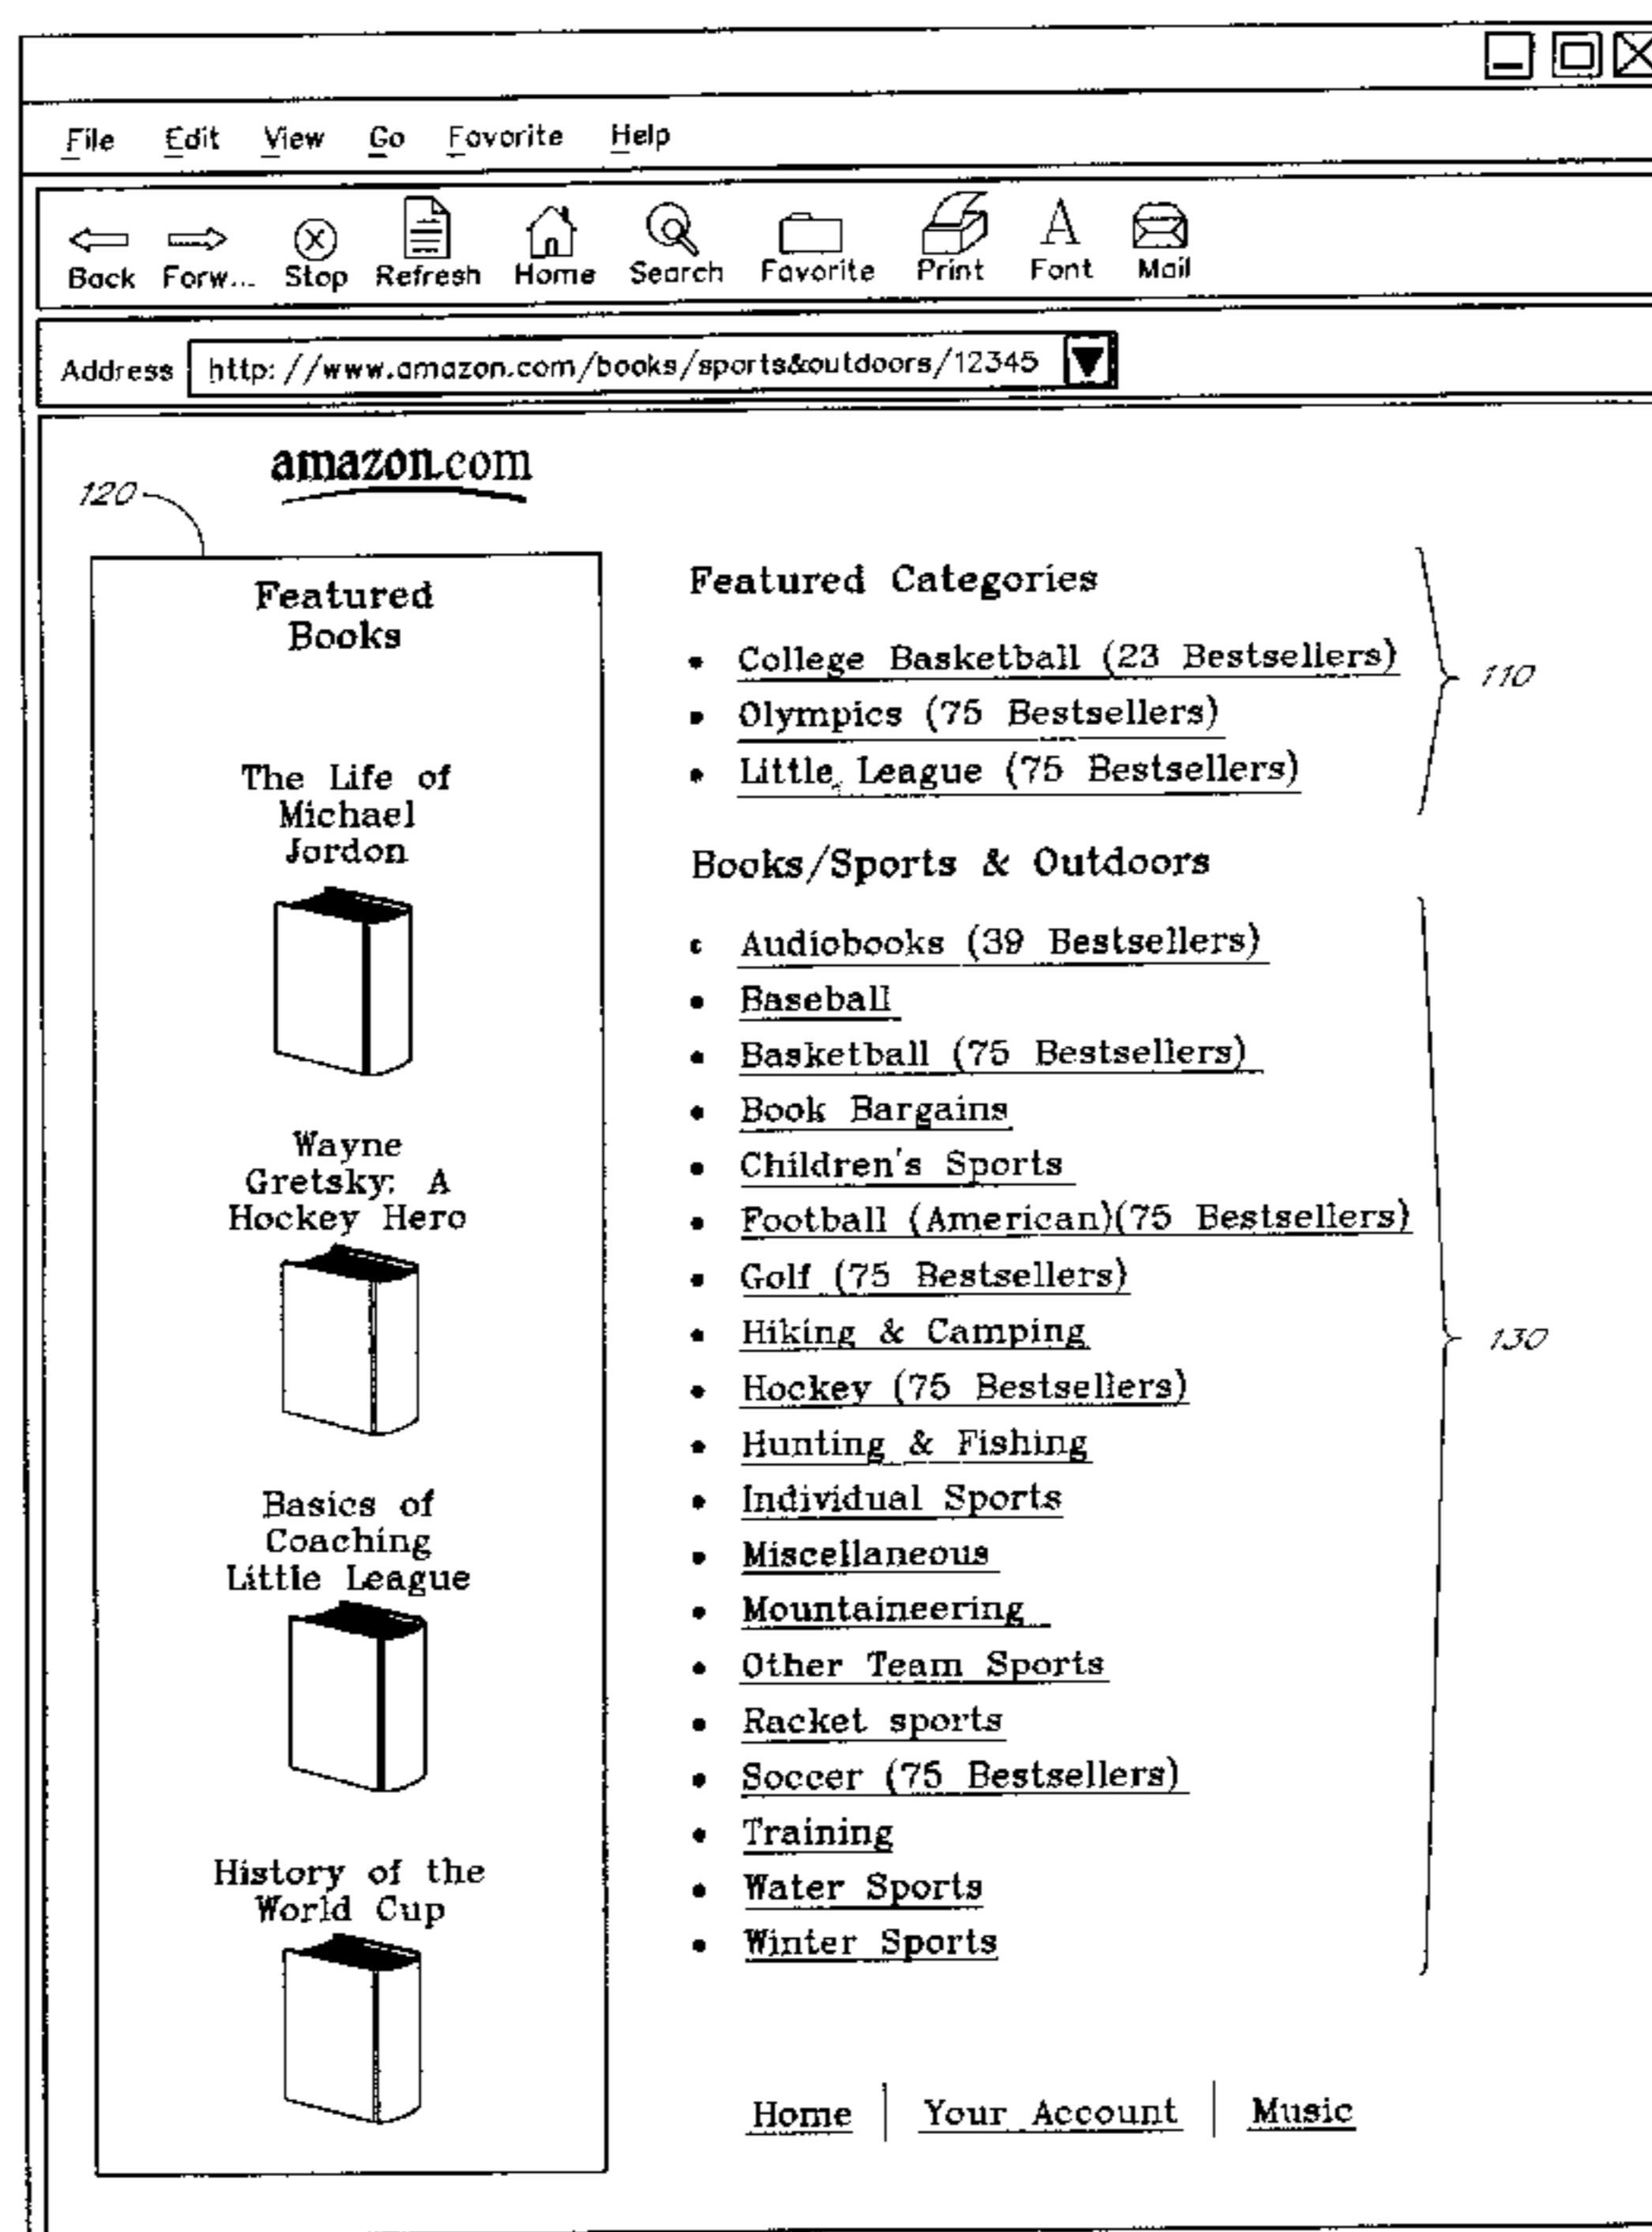 File Edit View Go Favorite Help
Back Forw... Stop Refresh Home Search Favorite Print Font Mail
Address http://www.amazon.com/books/sports&outdoors/12345
amazon.com
120
Featured
Books
The Life of
Michael
Jordon
Wayne
Gretsky: A
Hockey Hero
Basics of
Coaching
Little League
History of the
World Cup
Featured Categories
• College Basketball (23 Bestsellers)
• Olympics (75 Bestsellers)
• Little League (75 Bestsellers)
110
Books/Sports & Outdoors
• Audiobooks (39 Bestsellers)
• Baseball
• Basketball (75 Bestsellers)
• Book Bargains
• Children's Sports
• Football (American)(75 Bestsellers)
• Golf (75 Bestsellers)
• Hiking & Camping
• Hockey (75 Bestsellers)
• Hunting & Fishing
• Individual Sports
• Miscellaneous
• Mountaineering
• Other Team Sports
• Racket sports
• Soccer (75 Bestsellers)
• Training
• Water Sports
• Winter Sports
130
Home | Your Account | Music